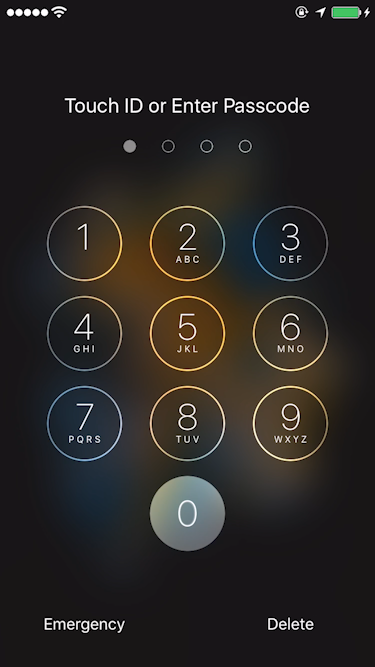 Touch ID or Enter Passcode
1 2 3
ABC DEF
4 5 6
GHI JKL MNO
7 8 9
PQRS TUV WXYZ
0
Emergency Delete